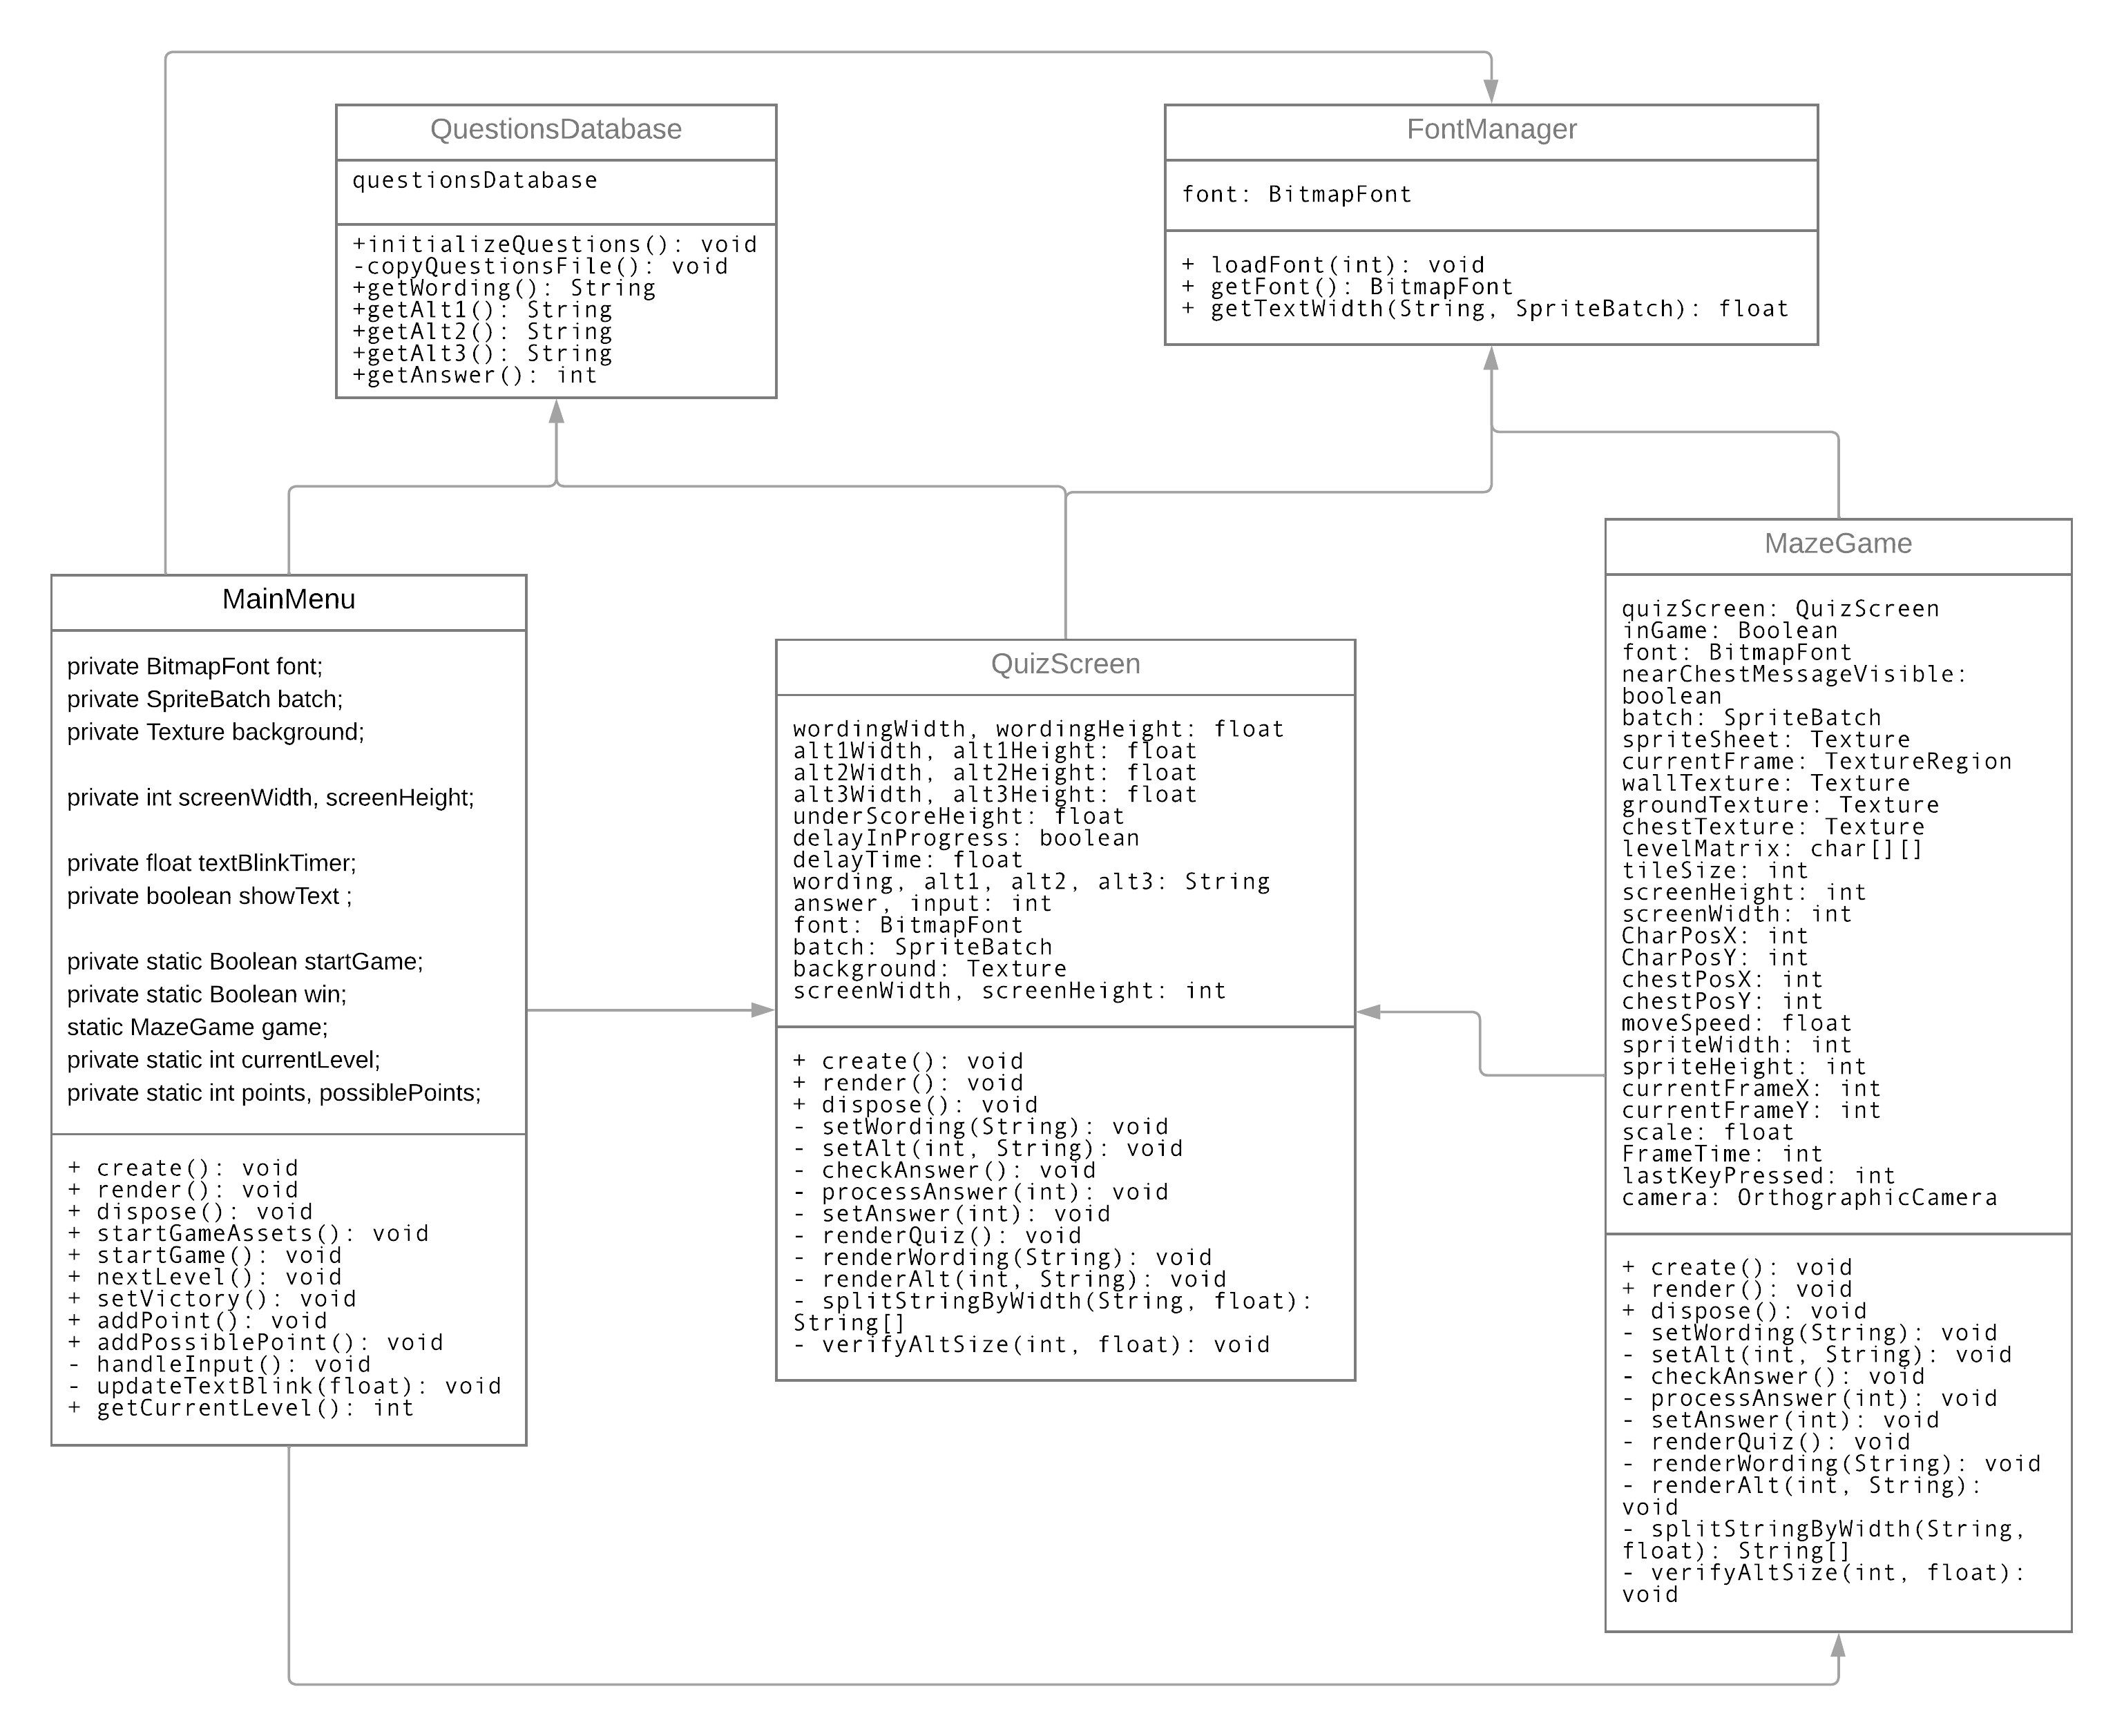 QuestionsDatabase
questionsDatabase
+initializeQuestions(): void
-copyQuestionsFile(): void
+getWording(): String
+getAlt1(): String
+getAlt2(): String
+getAlt3(): String
+getAnswer(): int
FontManager
font: BitmapFont
+ loadFont(int): void
+ getFont(): BitmapFont
+ getTextWidth(String, SpriteBatch): float
MainMenu
private BitmapFont font;
private SpriteBatch batch;
private Texture background;
private int screenWidth, screenHeight;
private float textBlinkTimer;
private boolean showText ;
private static Boolean startGame;
private static Boolean win;
static MazeGame game;
private static int currentLevel;
private static int points, possiblePoints;
+ create(): void
+ render(): void
+ dispose(): void
+ startGameAssets(): void
+ startGame(): void
+ nextLevel(): void
+ setVictory(): void
+ addPoint(): void
+ addPossiblePoint(): void
- handleInput(): void
- updateTextBlink(float): void
+ getCurrentLevel(): int
QuizScreen
wordingWidth, wordingHeight: float
alt1Width, alt1Height: float
alt2Width, alt2Height: float
alt3Width, alt3Height: float
underScoreHeight: float
delayInProgress: boolean
delayTime: float
wording, alt1, alt2, alt3: String
answer, input: int
font: BitmapFont
batch: SpriteBatch
background: Texture
screenWidth, screenHeight: int
+ create(): void
+ render(): void
+ dispose(): void
- setWording(String): void
- setAlt(int, String): void
- checkAnswer(): void
- processAnswer(int): void
- setAnswer(int): void
- renderQuiz(): void
- renderWording(String): void
- renderAlt(int, String): void
- splitStringByWidth(String, float):
String[]
- verifyAltSize(int, float): void
MazeGame
quizScreen: QuizScreen
inGame: Boolean
font: BitmapFont
nearChestMessageVisible:
boolean
batch: SpriteBatch
spriteSheet: Texture
currentFrame: TextureRegion
wallTexture: Texture
groundTexture: Texture
chestTexture: Texture
levelMatrix: char[][]
tileSize: int
screenHeight: int
screenWidth: int
CharPosX: int
CharPosY: int
chestPosX: int
chestPosY: int
moveSpeed: float
spriteWidth: int
spriteHeight: int
currentFrameX: int
currentFrameY: int
scale: float
FrameTime: int
lastKeyPressed: int
camera: OrthographicCamera
+ create(): void
+ render(): void
+ dispose(): void
- setWording(String): void
- setAlt(int, String): void
- checkAnswer(): void
- processAnswer(int): void
- setAnswer(int): void
- renderQuiz(): void
- renderWording(String): void
- renderAlt(int, String):
void
- splitStringByWidth(String,
float): String[]
- verifyAltSize(int, float):
void